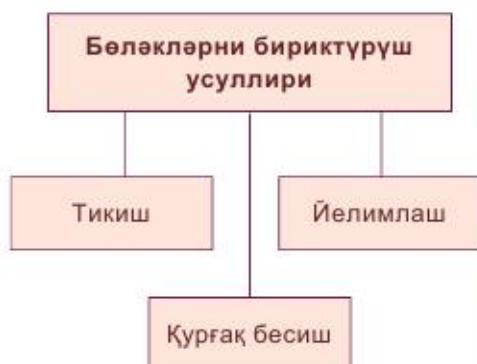 Бөләкләрни бириктүрүш
усуллири
Тикиш
Йелимлаш
Қурғақ бесиш